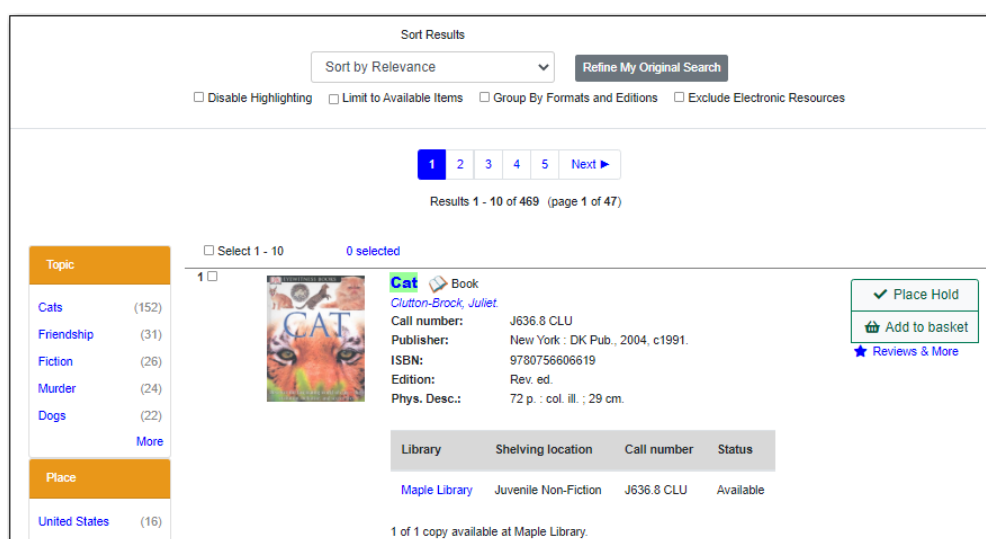 Sort Results
Sort by Relevance
Refine My Original Search
Disable Highlighting Limit to Available Items Group By Formats and Editions Exclude Electronic Resources
1 2 3 4 5 Next ►
Results 1 - 10 of 469 (page 1 of 47)
Select 1 - 10 0 selected
Topic
Cats (152)
Friendship (31)
Fiction (26)
Murder (24)
Dogs (22)
More
Place
United States (16)
1
CAT
Cat Book
Clutton-Brock, Juliet.
Call number: J636.8 CLU
Publisher: New York : DK Pub., 2004, c1991.
ISBN: 9780756606619
Edition: Rev. ed.
Phys. Desc.: 72 p. : col. ill. ; 29 cm.
Place Hold
Add to basket
Reviews & More
Library Shelving location Call number Status
Maple Library Juvenile Non-Fiction J636.8 CLU Available
1 of 1 copy available at Maple Library.